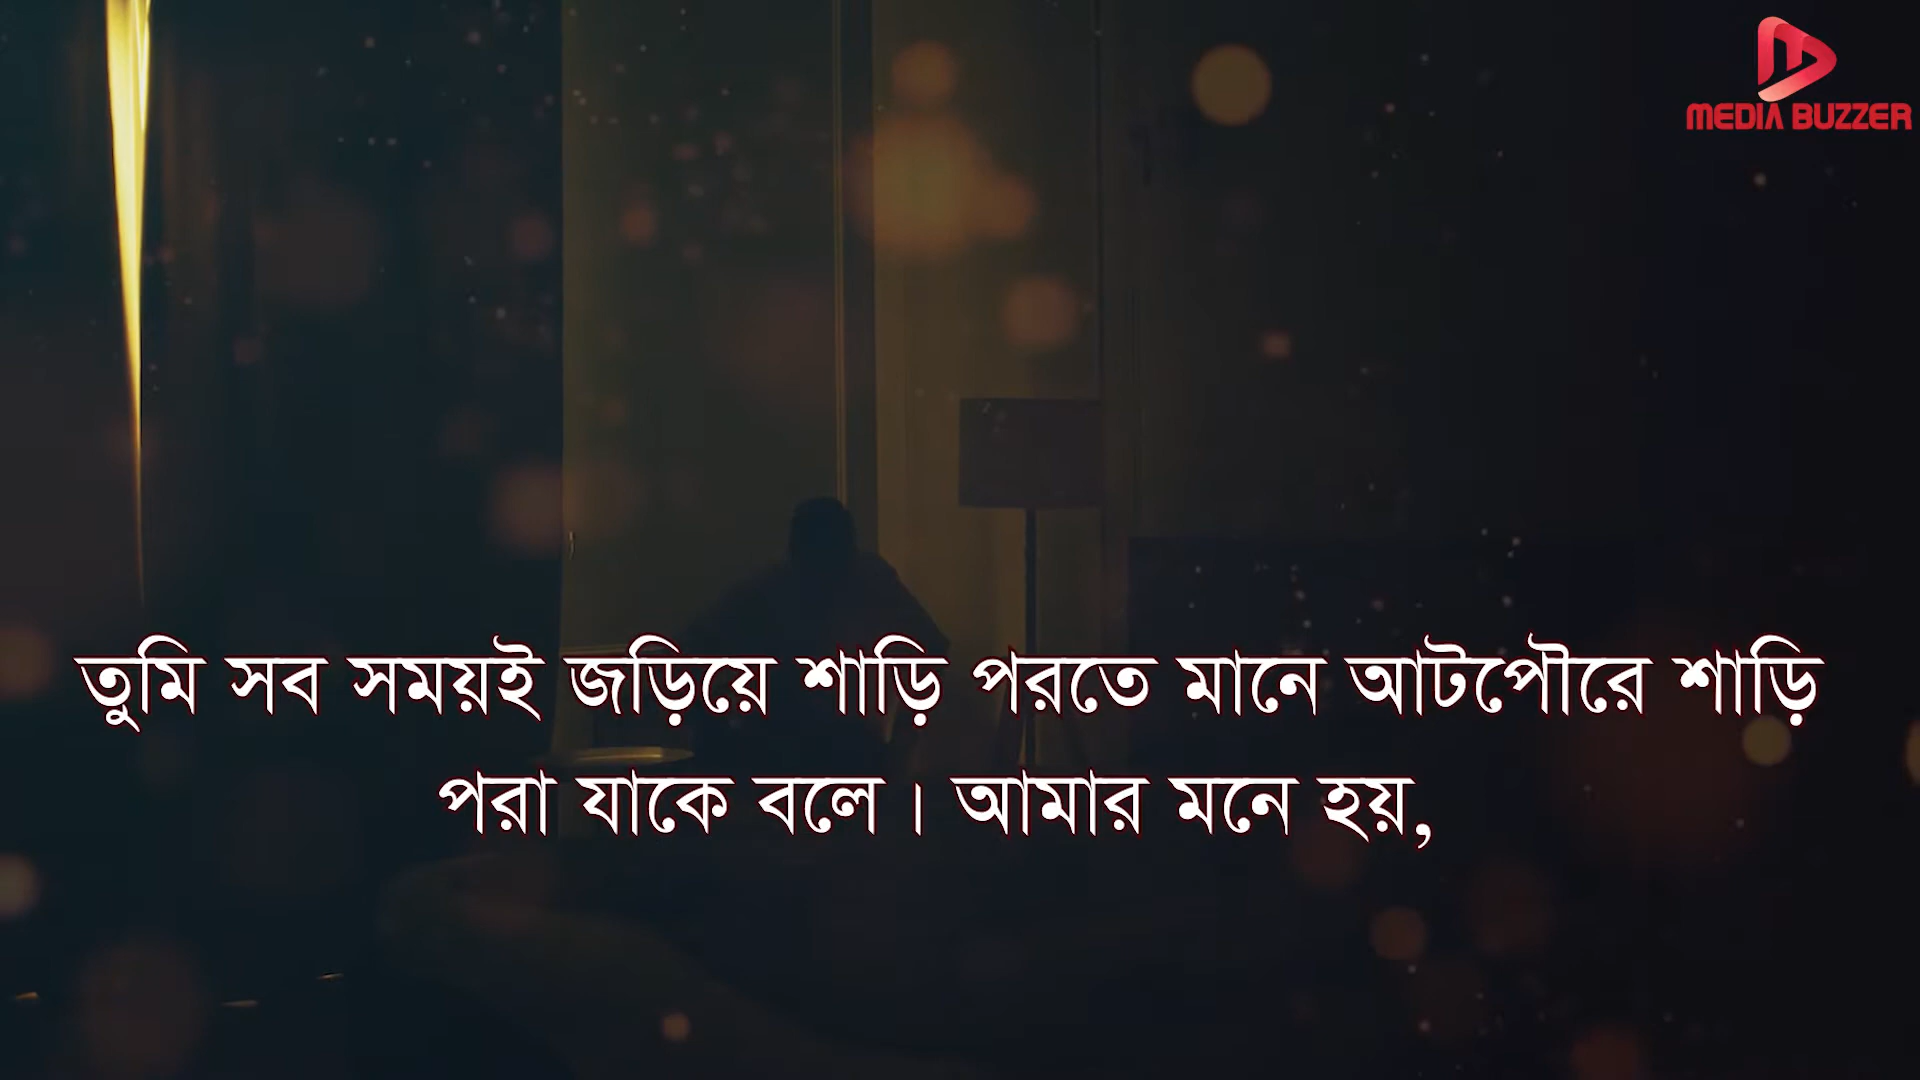 MEDIA BUZZER
তুমি সব সময়ই জড়িয়ে শাড়ি পরতে মানে আটপৌরে শাড়ি
পরা যাকে বলে। আমার মনে হয়,